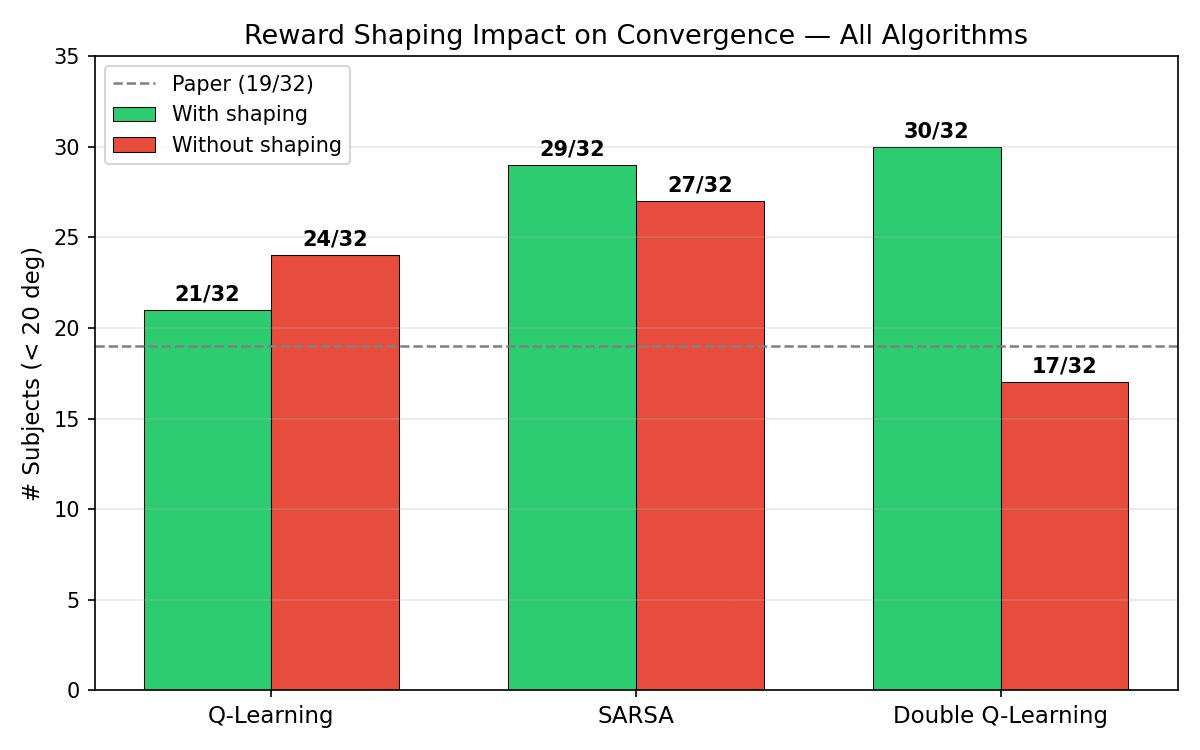 Reward Shaping Impact on Convergence — All Algorithms
Paper (19/32)
With shaping
Without shaping
# Subjects (< 20 deg)
35
30
25
20
15
10
5
0
21/32
24/32
29/32
27/32
30/32
17/32
Q-Learning
SARSA
Double Q-Learning